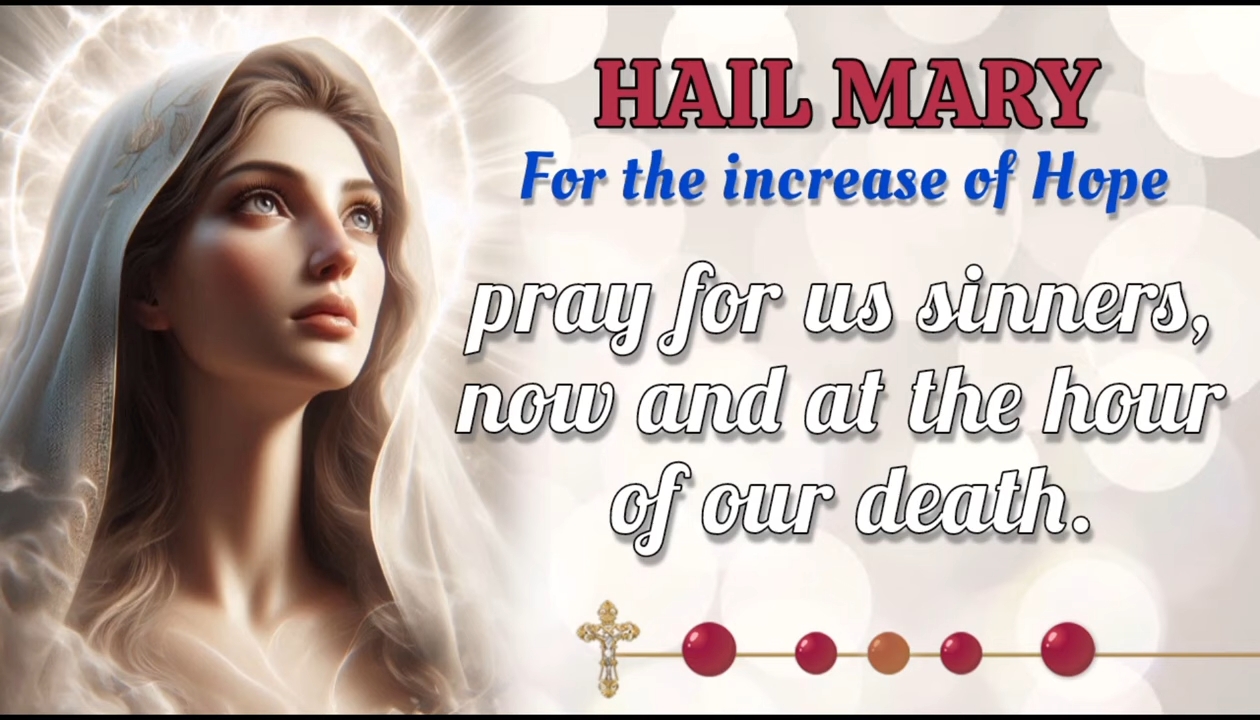 HAIL MARY
For the increase of Hope
pray for us sinners,
now and at the hour
of our death.